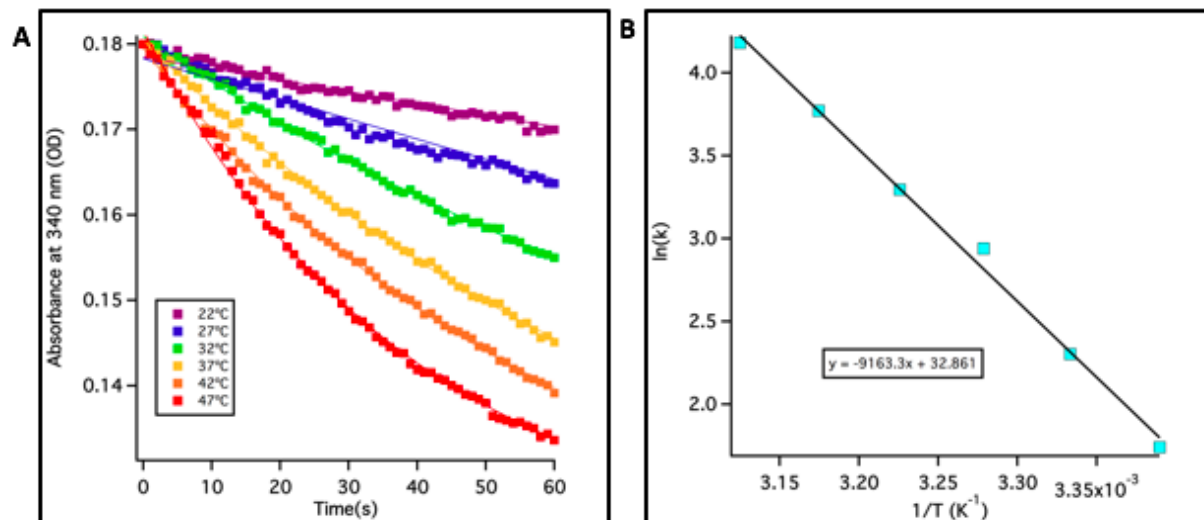 A
Absorbance at 340 nm (OD)
0.18
0.17
0.16
0.15
0.14
22°C
27°C
32°C
37°C
42°C
47°C
0 10 20 30 40 50 60
Time(s)
B
ln(k)
4.0
3.5
3.0
2.5
2.0
y = -9163.3x + 32.861
3.15 3.20 3.25 3.30 3.35x10⁻³
1/T (K⁻¹)